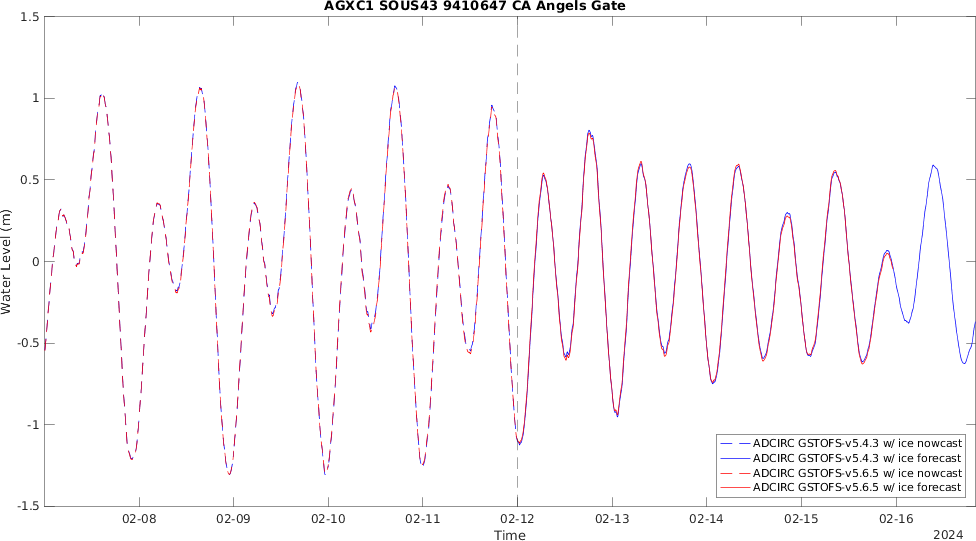 AGXC1 SOUS43 9410647 CA Angels Gate
1.5
1
0.5
0
-0.5
-1
-1.5
Water Level (m)
ADCIRC GSTOFS-v5.4.3 w/ ice nowcast
ADCIRC GSTOFS-v5.4.3 w/ ice forecast
ADCIRC GSTOFS-v5.6.5 w/ ice nowcast
ADCIRC GSTOFS-v5.6.5 w/ ice forecast
02-08 02-09 02-10 02-11 02-12 02-13 02-14 02-15 02-16
Time
2024